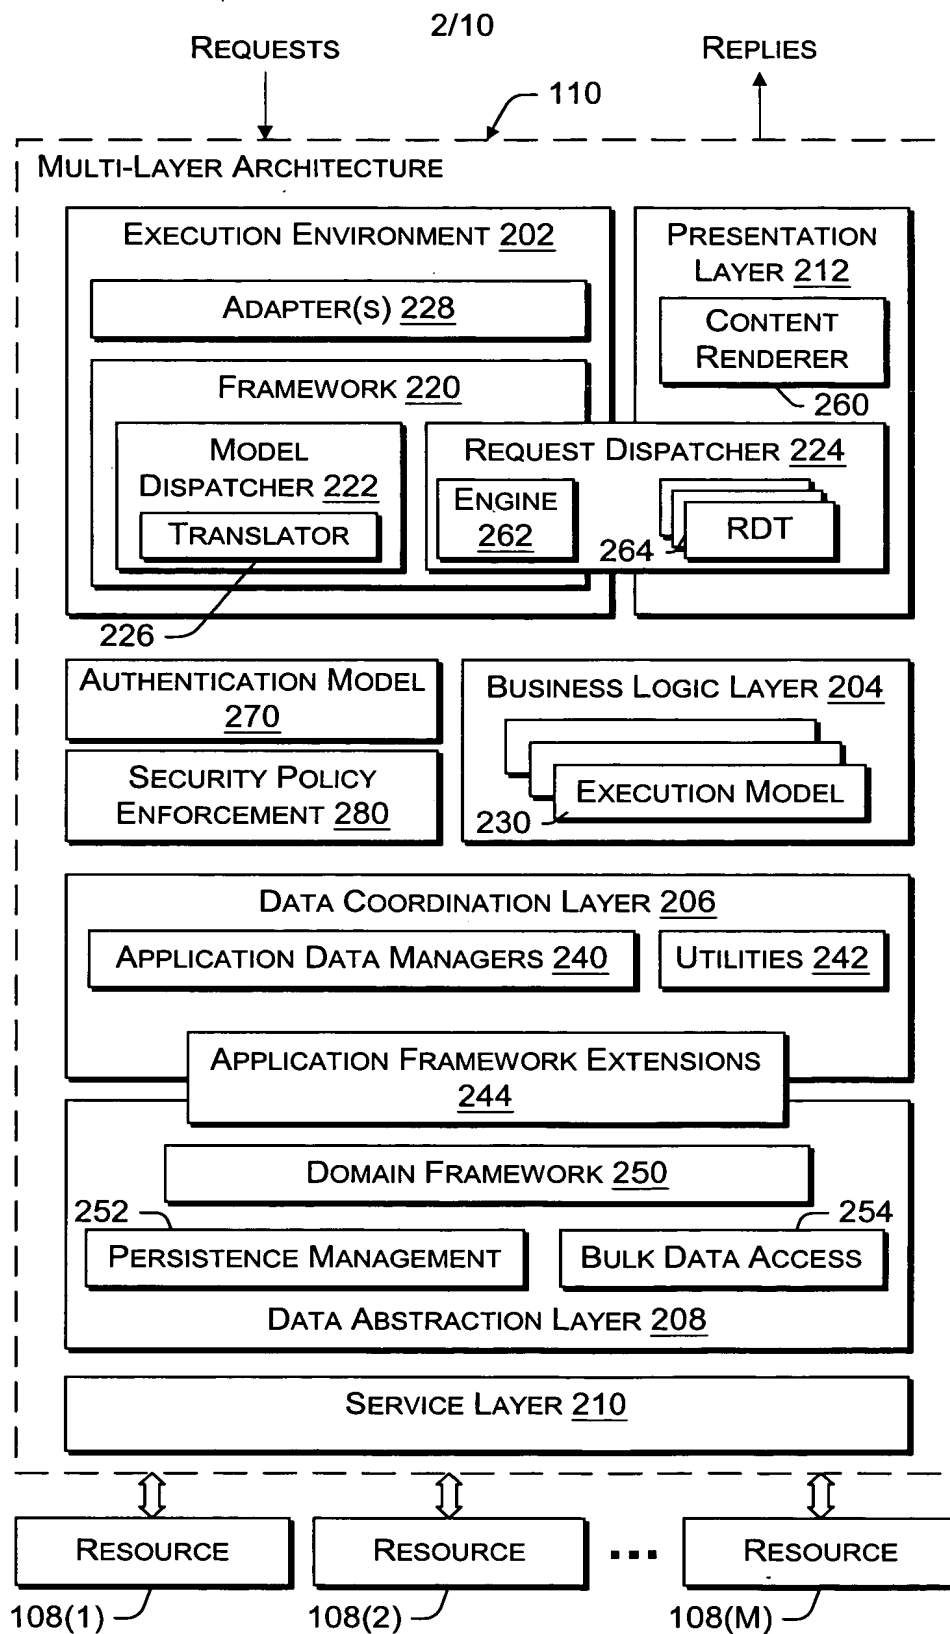 2/10
REQUESTS
REPLIES
110
MULTI-LAYER ARCHITECTURE
EXECUTION ENVIRONMENT 202
ADAPTER(S) 228
FRAMEWORK 220
MODEL
DISPATCHER 222
TRANSLATOR
226
PRESENTATION
LAYER 212
CONTENT
RENDERER
260
REQUEST DISPATCHER 224
ENGINE
262
264
RDT
AUTHENTICATION MODEL
270
SECURITY POLICY
ENFORCEMENT 280
BUSINESS LOGIC LAYER 204
EXECUTION MODEL
230
DATA COORDINATION LAYER 206
APPLICATION DATA MANAGERS 240
UTILITIES 242
APPLICATION FRAMEWORK EXTENSIONS
244
DOMAIN FRAMEWORK 250
252
254
PERSISTENCE MANAGEMENT
BULK DATA ACCESS
DATA ABSTRACTION LAYER 208
SERVICE LAYER 210
RESOURCE
RESOURCE
...
RESOURCE
108(1)
108(2)
108(M)